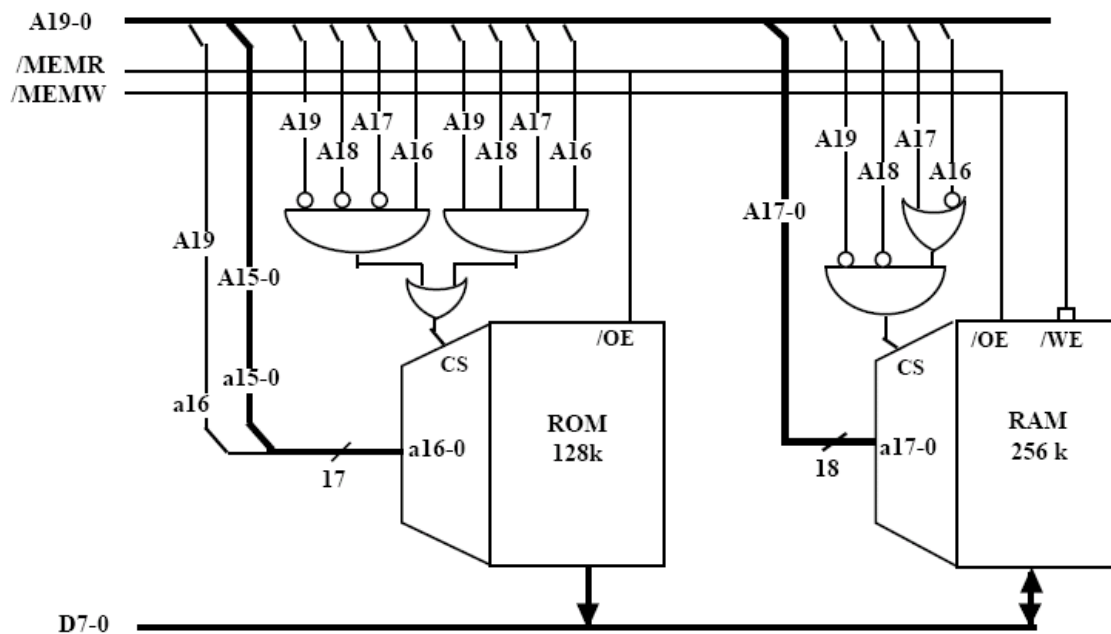 A19-0
/MEMR
/MEMW
A19
A18
A17
A16
A19
A18
A17
A16
A19
A18
A17
A16
A17-0
A19
A15-0
/OE
/OE
/WE
CS
CS
a15-0
a16
ROM
128k
RAM
256 k
a16-0
a17-0
17
18
D7-0